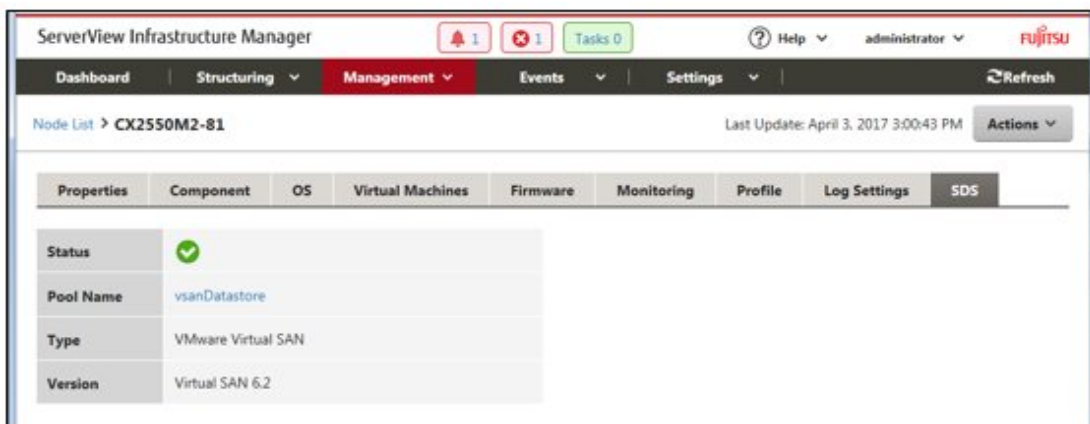 ServerView Infrastructure Manager 1 1 Tasks 0 Help administrator FUJITSU
Dashboard Structuring Management Events Settings Refresh
Node List > CX2550M2-81 Last Update: April 3, 2017 3:00:43 PM Actions
Properties Component OS Virtual Machines Firmware Monitoring Profile Log Settings SDS
Status
Pool Name vsanDatastore
Type VMware Virtual SAN
Version Virtual SAN 6.2